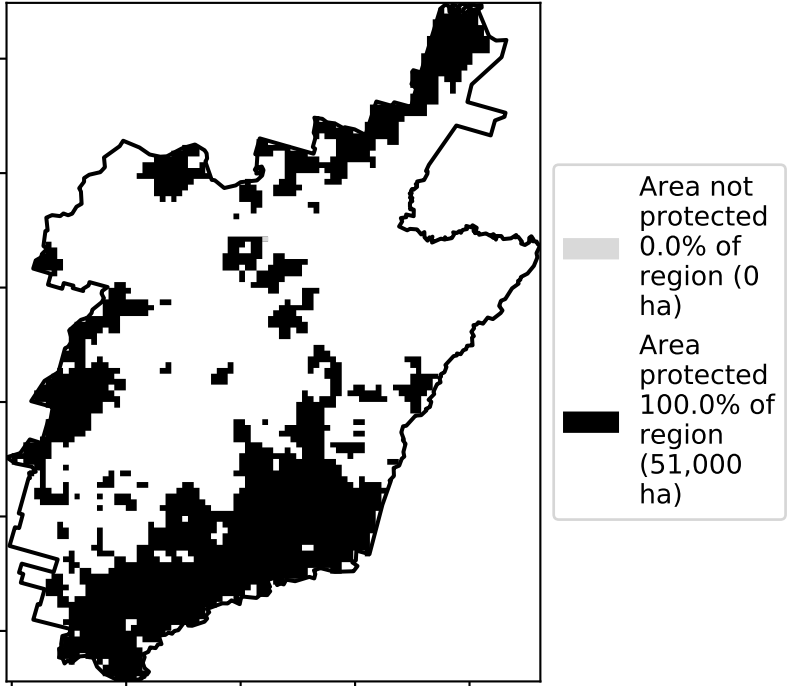 Area not
protected
0.0% of
region (0
ha)
Area
protected
100.0% of
region
(51,000
ha)